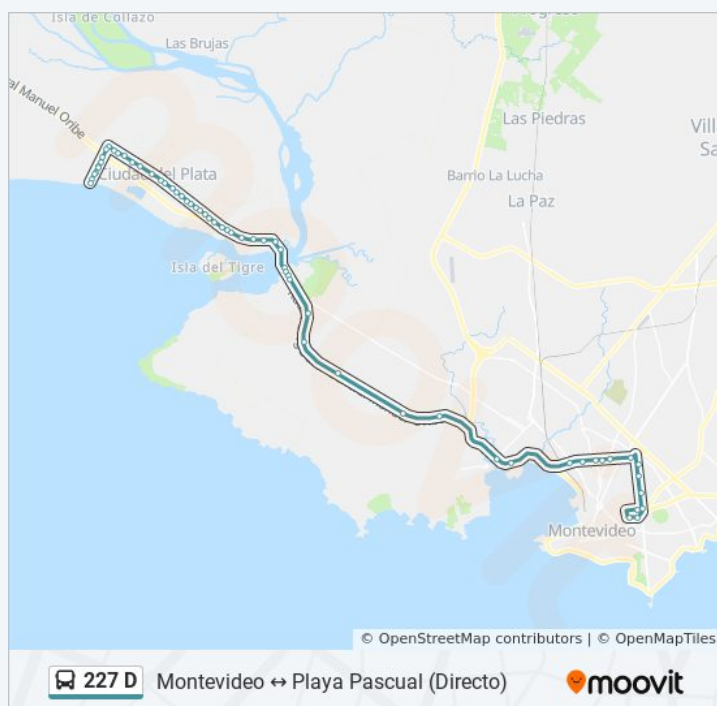 Isla de Collazo
Las Brujas
al Manuel Oribe
Las Piedras
Barrio La Lucha
La Paz
Ciudad del Plata
Isla del Tigre
Montevideo
© OpenStreetMap contributors | © OpenMapTiles
227 D Montevideo ↔ Playa Pascual (Directo)
moovit